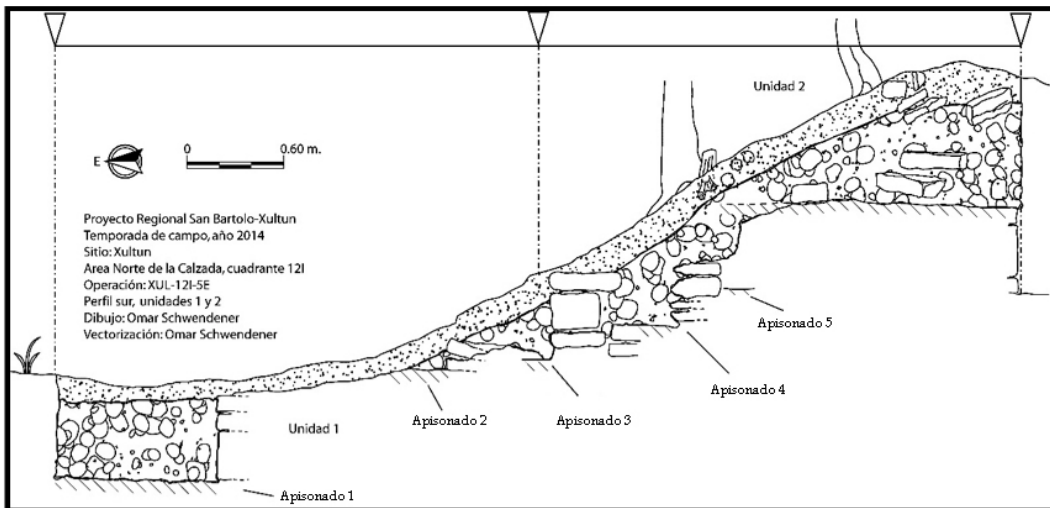 Unidad 2
E
0
0.60 m.
Proyecto Regional San Bartolo-Xultun
Temporada de campo, año 2014
Sitio: Xultun
Area Norte de la Calzada, cuadrante 12I
Operación: XUL-12I-5E
Perfil sur, unidades 1 y 2
Dibujo: Omar Schwendener
Vectorización: Omar Schwendener
Apisonado 5
Apisonado 4
Apisonado 2
Apisonado 3
Unidad 1
Apisonado 1